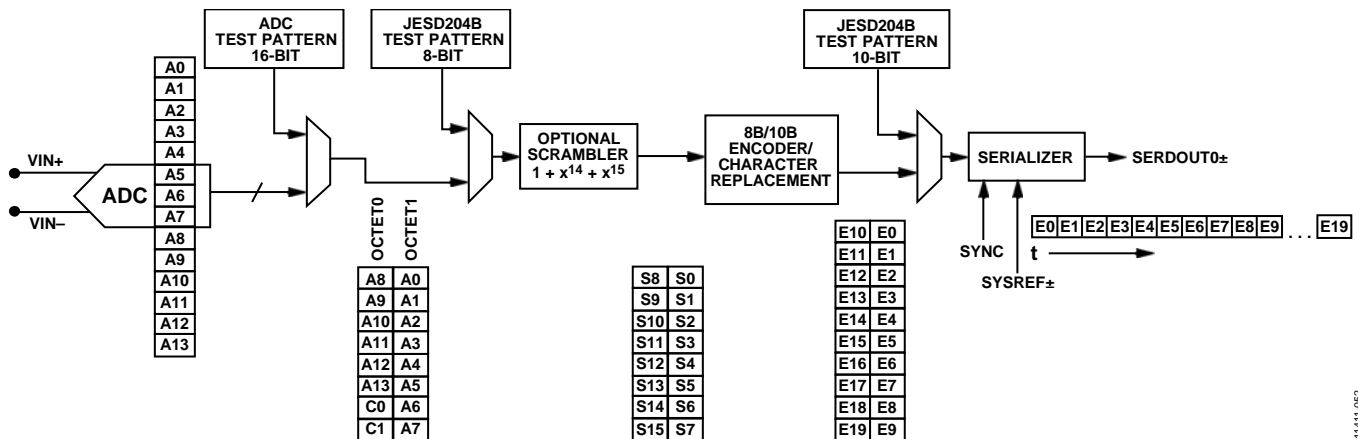 ADC
TEST PATTERN
16-BIT
JESD204B
TEST PATTERN
8-BIT
JESD204B
TEST PATTERN
10-BIT
A0
A1
A2
A3
A4
A5
A6
A7
A8
A9
A10
A11
A12
A13
VIN+
ADC
VIN–
OPTIONAL
SCRAMBLER
1 + x14 + x15
8B/10B
ENCODER/
CHARACTER
REPLACEMENT
SERIALIZER
SERDOUT0±
SYNC
SYSREF±
E0 E1 E2 E3 E4 E5 E6 E7 E8 E9 . . . E19
t
OCTET0
OCTET1
A8 A0
A9 A1
A10 A2
A11 A3
A12 A4
A13 A5
C0 A6
C1 A7
S8 S0
S9 S1
S10 S2
S11 S3
S12 S4
S13 S5
S14 S6
S15 S7
E10 E0
E11 E1
E12 E2
E13 E3
E14 E4
E15 E5
E16 E6
E17 E7
E18 E8
E19 E9